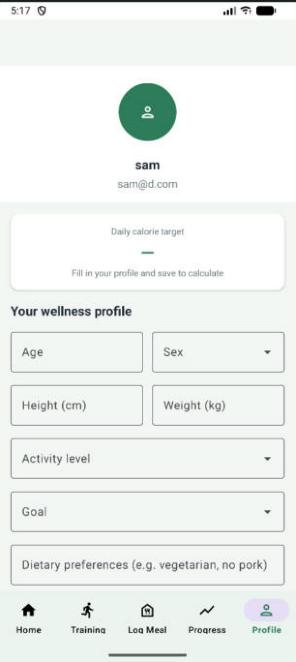 5:17
sam
sam@d.com
Daily calorie target
—
Fill in your profile and save to calculate
Your wellness profile
Age
Sex
Height (cm)
Weight (kg)
Activity level
Goal
Dietary preferences (e.g. vegetarian, no pork)
Home
Training
Log Meal
Progress
Profile